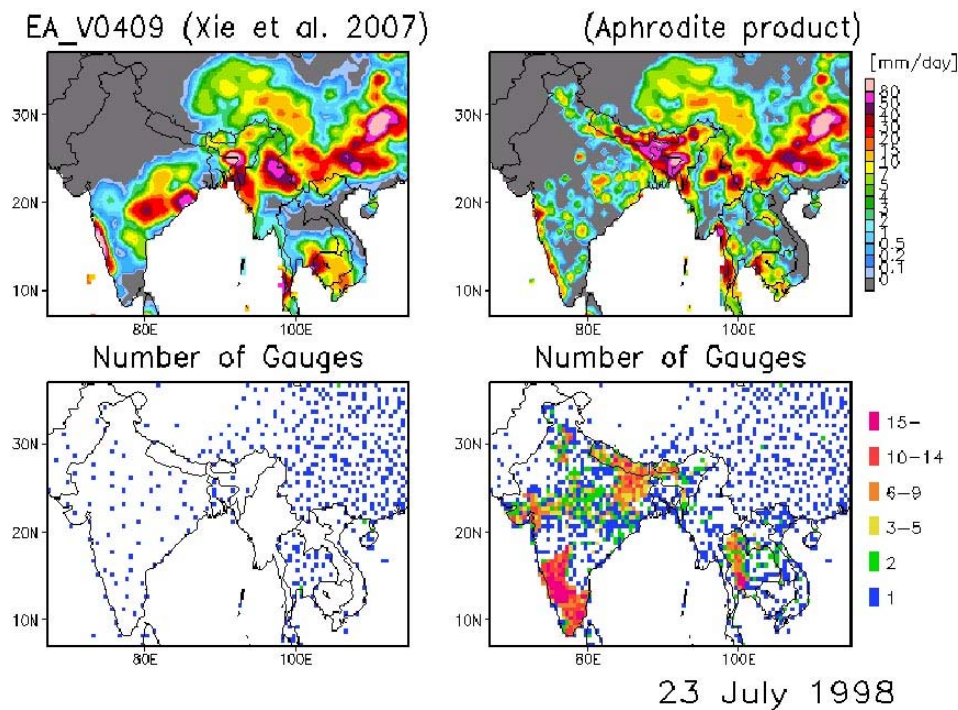 EA_V0409 (Xie et al. 2007)
(Aphrodite product)
[mm/day]
30N
20N
10N
80E
100E
30N
20N
10N
80E
100E
80
50
40
30
20
15
10
7
5
4
3
2
1
0.5
0.2
0.1
0
Number of Gauges
Number of Gauges
30N
20N
10N
80E
100E
30N
20N
10N
80E
100E
15-
10-14
6-9
3-5
2
1
23 July 1998